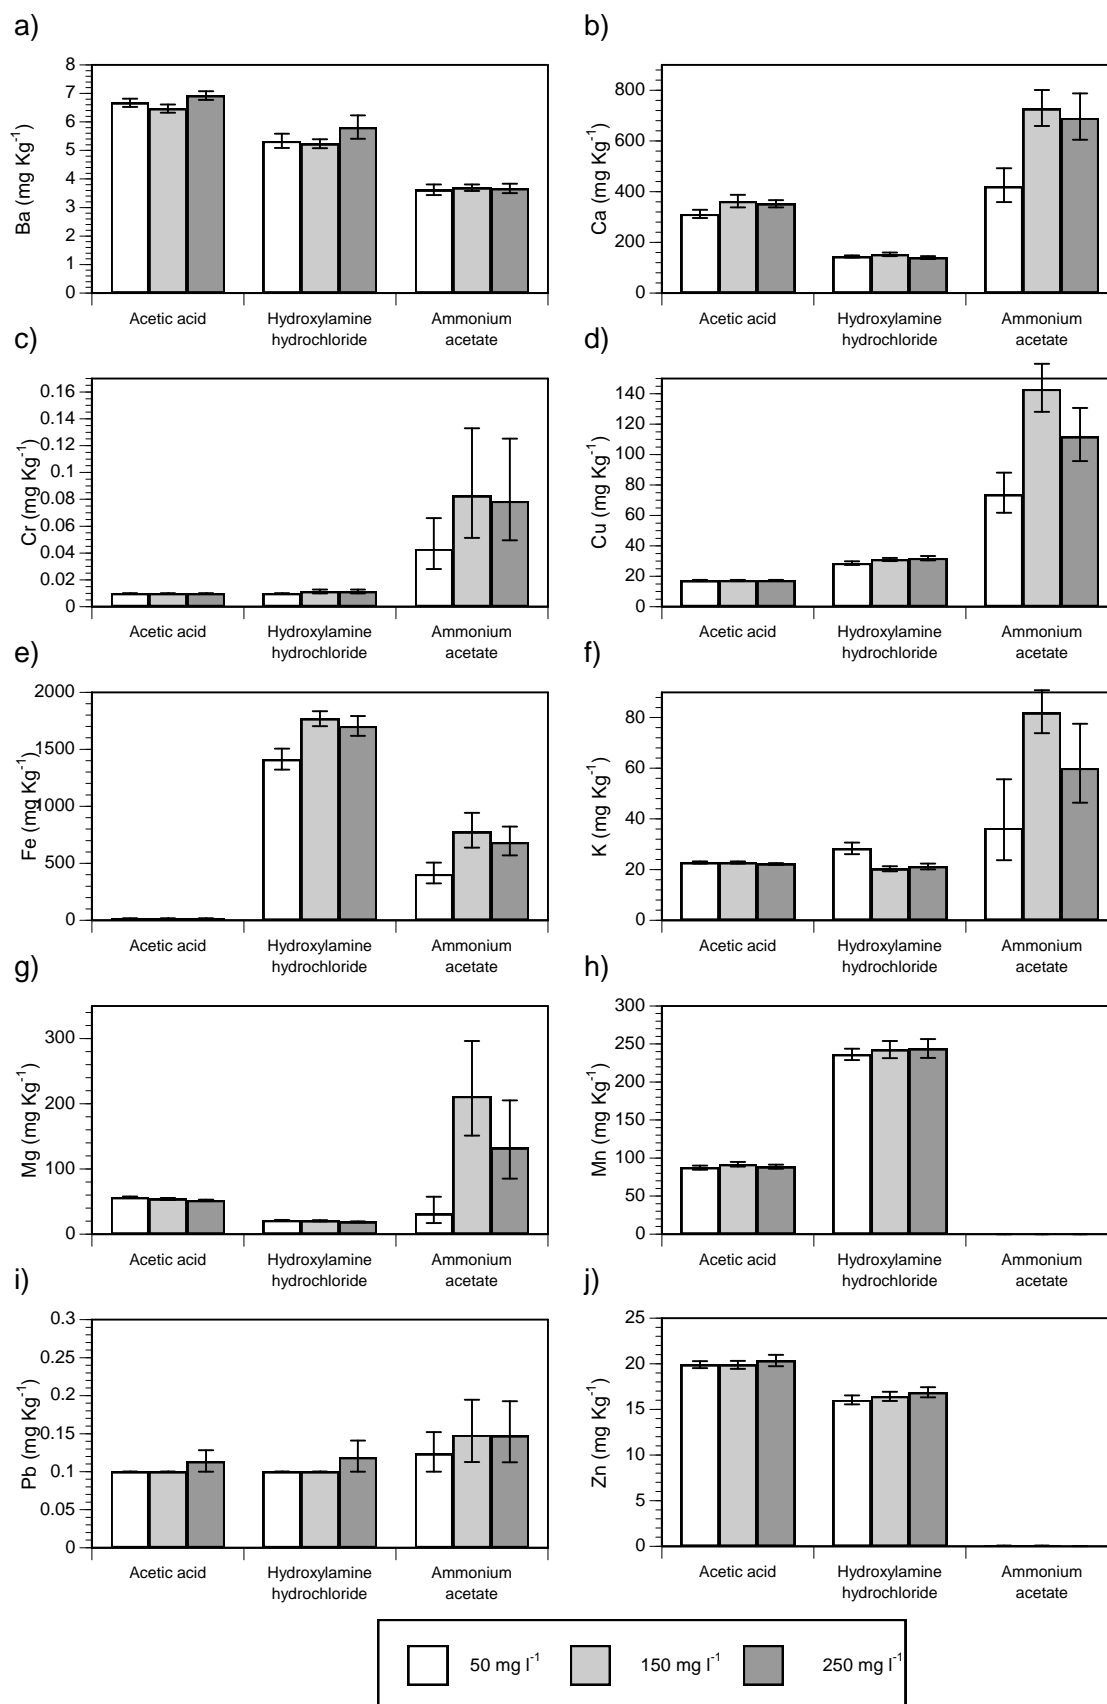 a)
8
7
6
5
4
3
2
1
0
Ba (mg Kg-1)
Acetic acid
Hydroxylamine
hydrochloride
Ammonium
acetate
b)
800
600
400
200
0
Ca (mg Kg-1)
Acetic acid
Hydroxylamine
hydrochloride
Ammonium
acetate
c)
0.16
0.14
0.12
0.1
0.08
0.06
0.04
0.02
0
Cr (mg Kg-1)
Acetic acid
Hydroxylamine
hydrochloride
Ammonium
acetate
d)
140
120
100
80
60
40
20
0
Cu (mg Kg-1)
Acetic acid
Hydroxylamine
hydrochloride
Ammonium
acetate
e)
2000
1500
1000
500
0
Fe (mg Kg-1)
Acetic acid
Hydroxylamine
hydrochloride
Ammonium
acetate
f)
80
60
40
20
0
K (mg Kg-1)
Acetic acid
Hydroxylamine
hydrochloride
Ammonium
acetate
g)
300
200
100
0
Mg (mg Kg-1)
Acetic acid
Hydroxylamine
hydrochloride
Ammonium
acetate
h)
300
250
200
150
100
50
0
Mn (mg Kg-1)
Acetic acid
Hydroxylamine
hydrochloride
Ammonium
acetate
i)
0.3
0.25
0.2
0.15
0.1
0.05
0
Pb (mg Kg-1)
Acetic acid
Hydroxylamine
hydrochloride
Ammonium
acetate
j)
25
20
15
10
5
0
Zn (mg Kg-1)
Acetic acid
Hydroxylamine
hydrochloride
Ammonium
acetate
50 mg l-1
150 mg l-1
250 mg l-1